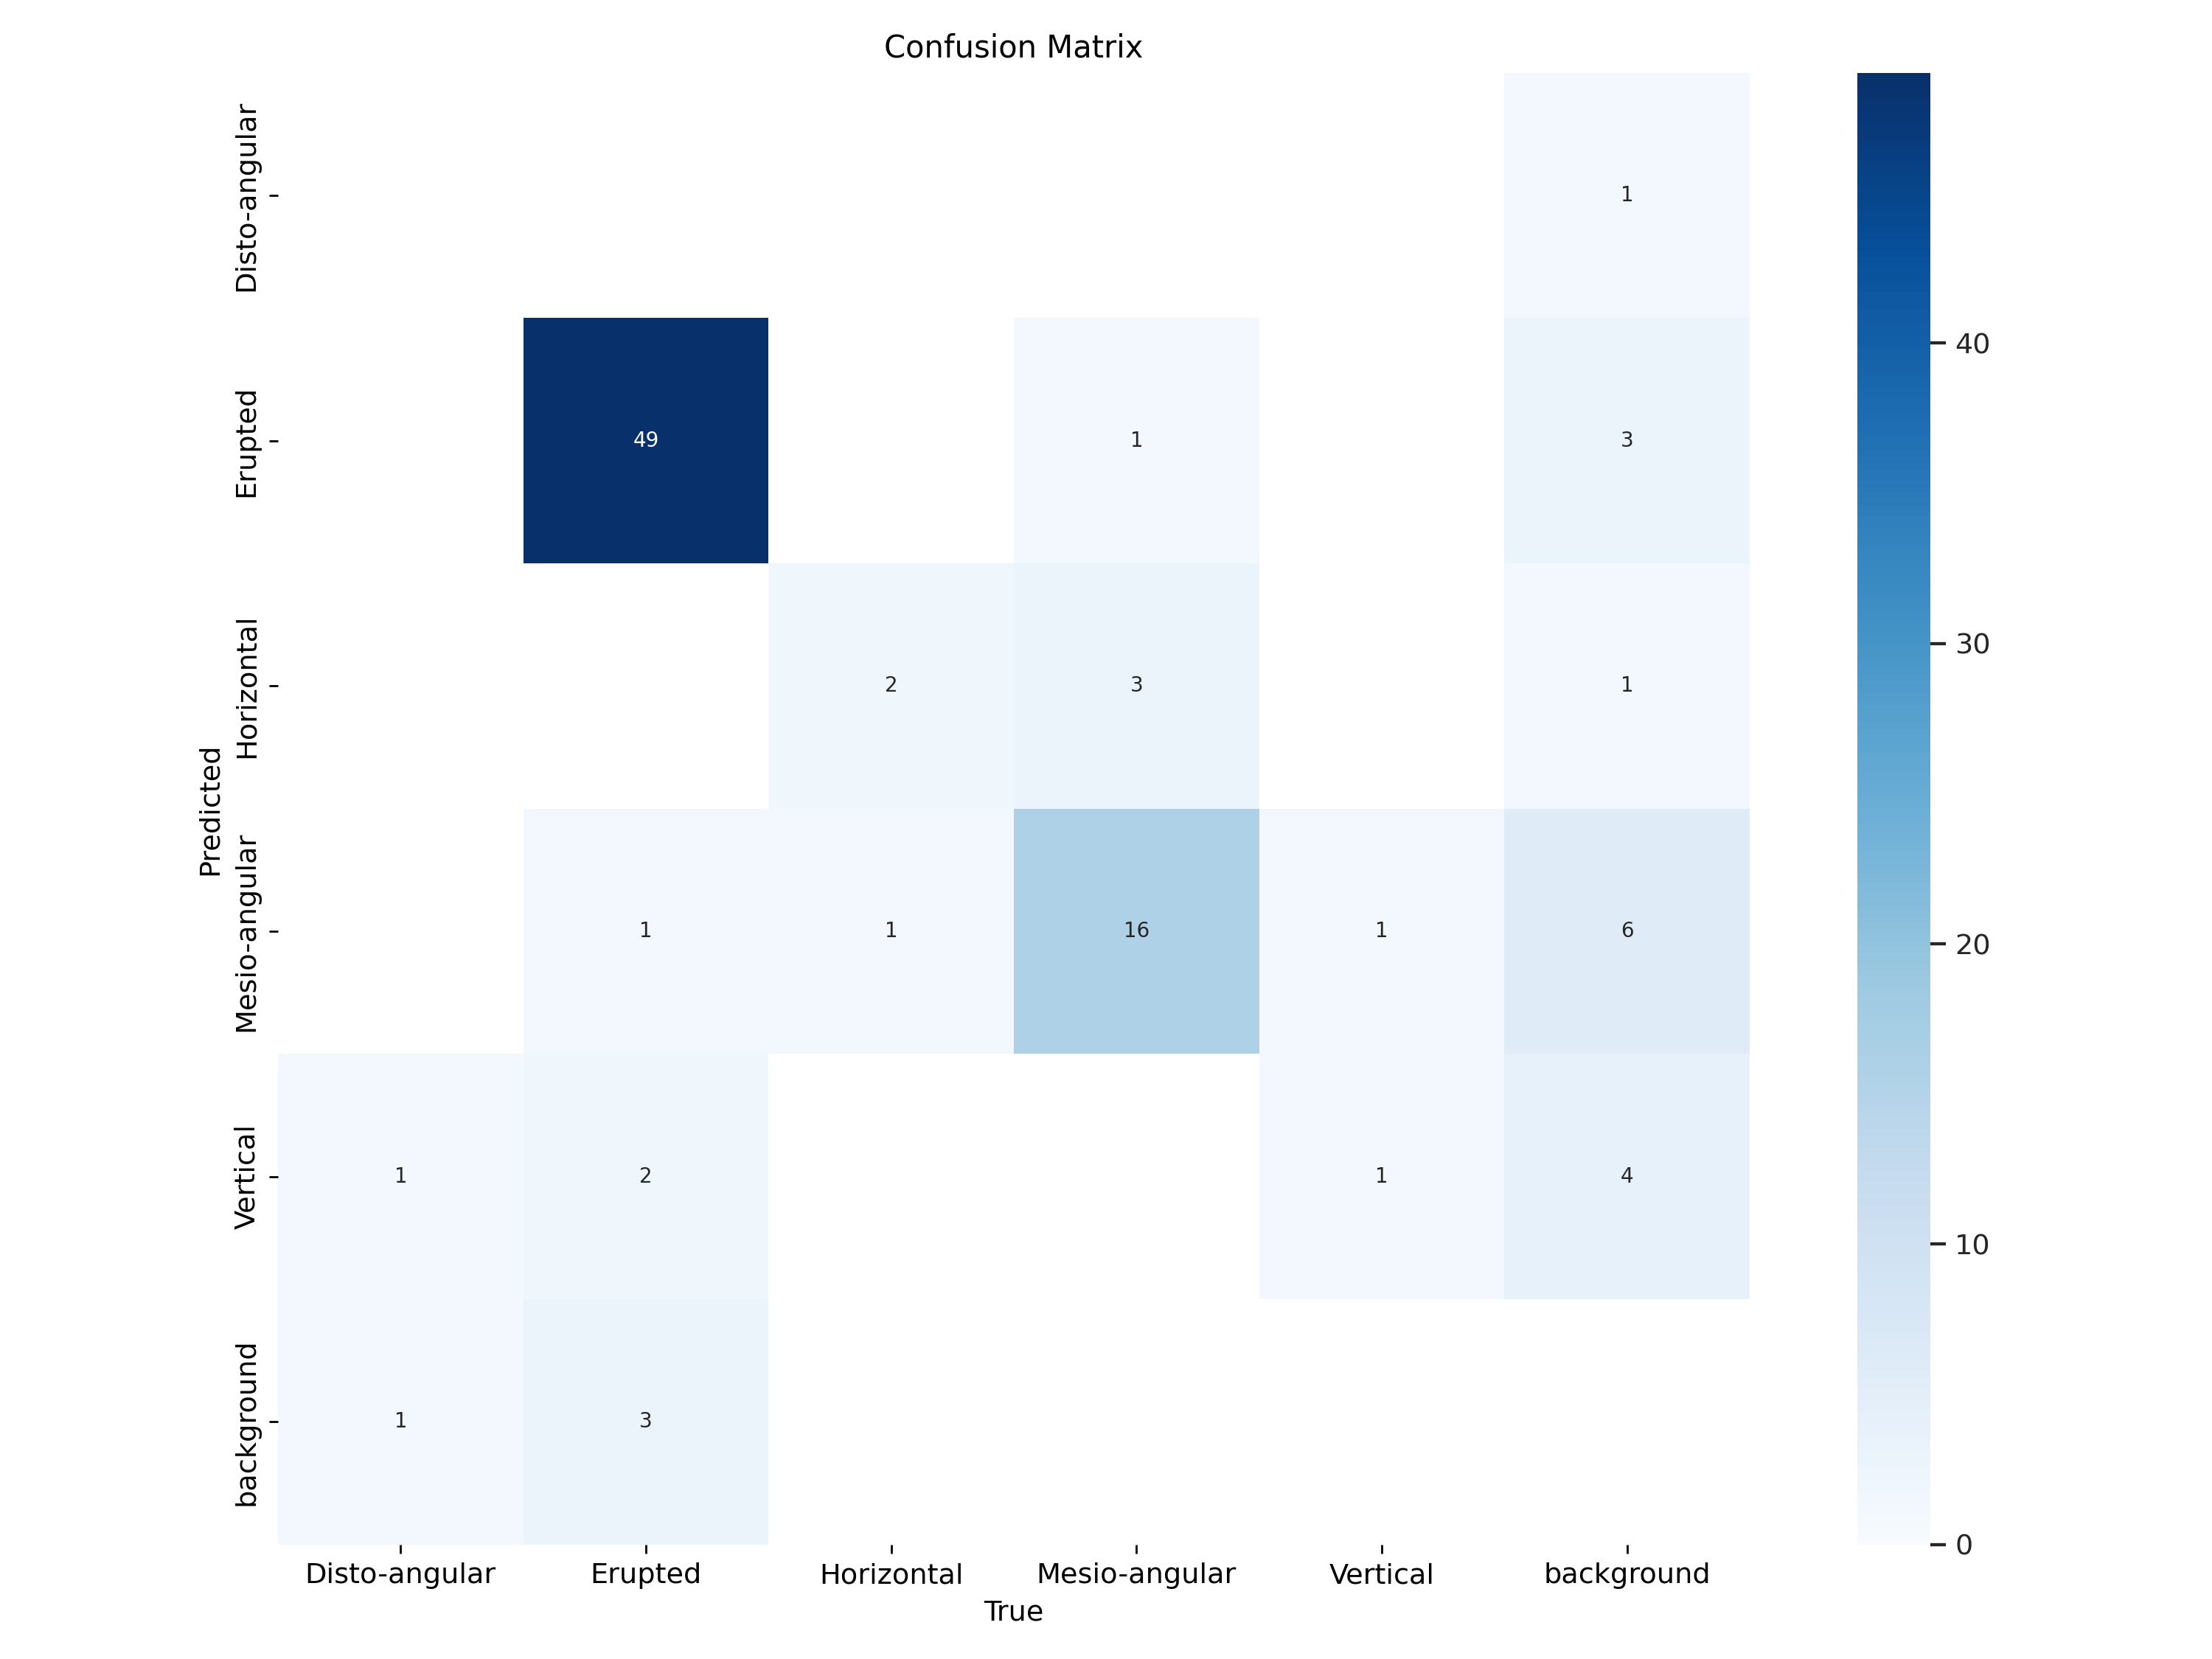 Confusion Matrix
Disto-angular
1
Erupted
49 1 3
40
Horizontal
2 3 1
30
Predicted
Mesio-angular
1 1 16 1 6
20
Vertical
1 2 1 4
10
background
1 3
0
Disto-angular Erupted Horizontal Mesio-angular Vertical background
True